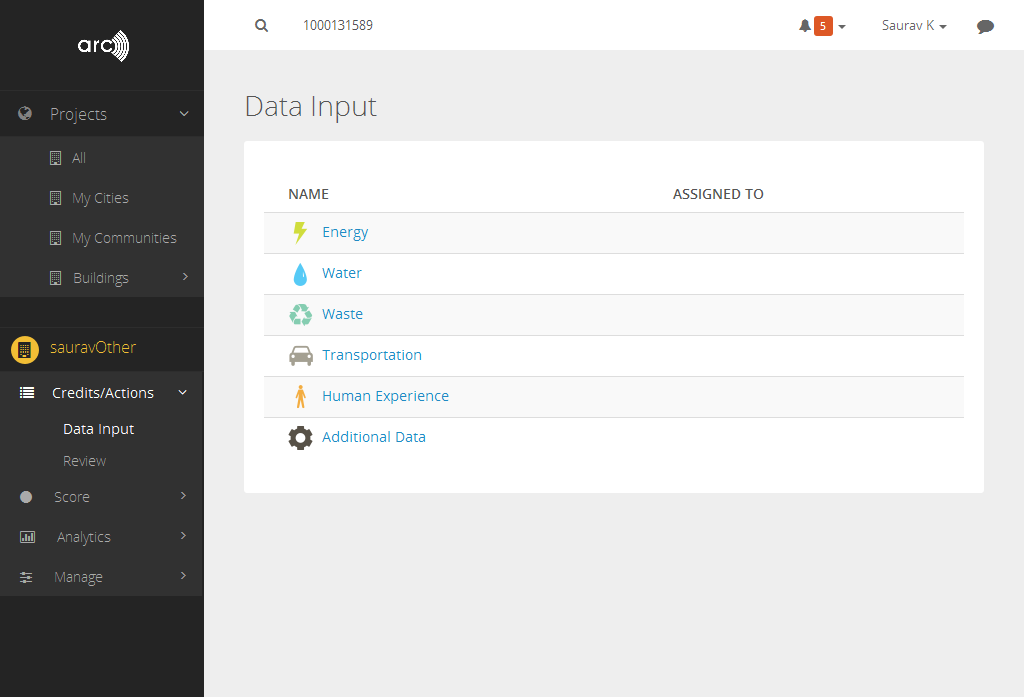 arc
1000131589
5
Saurav K
Projects
All
My Cities
My Communities
Buildings
sauravOther
Credits/Actions
Data Input
Review
Score
Analytics
Manage
Data Input
NAME ASSIGNED TO
Energy
Water
Waste
Transportation
Human Experience
Additional Data